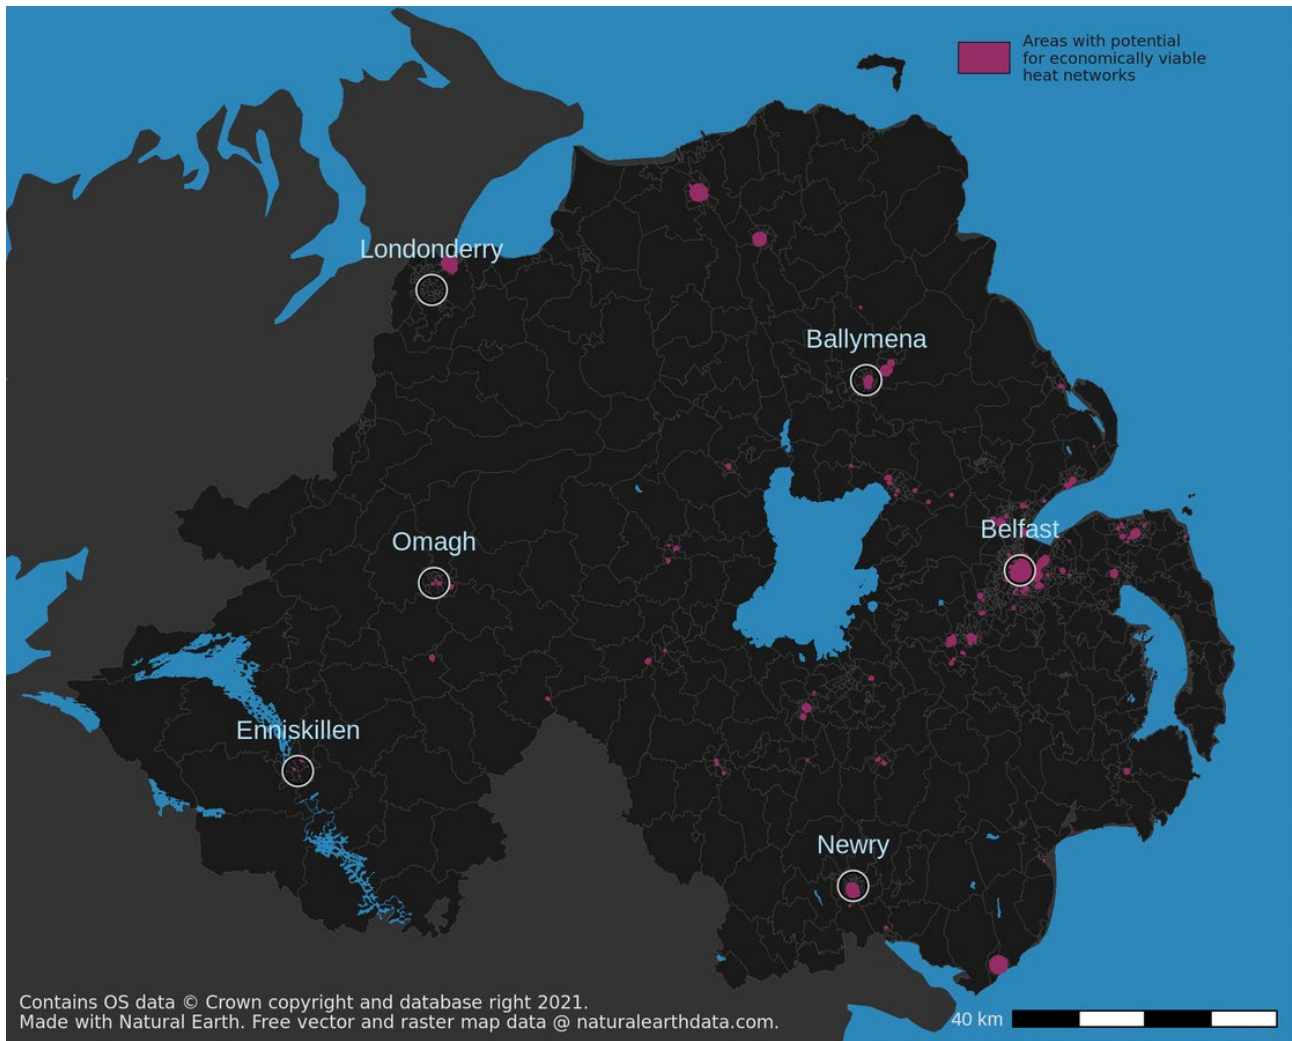 Areas with potential
for economically viable
heat networks
Londonderry
Ballymena
Belfast
Omagh
Enniskillen
Newry
Contains OS data © Crown copyright and database right 2021.
Made with Natural Earth. Free vector and raster map data @ naturalearthdata.com.
40 km